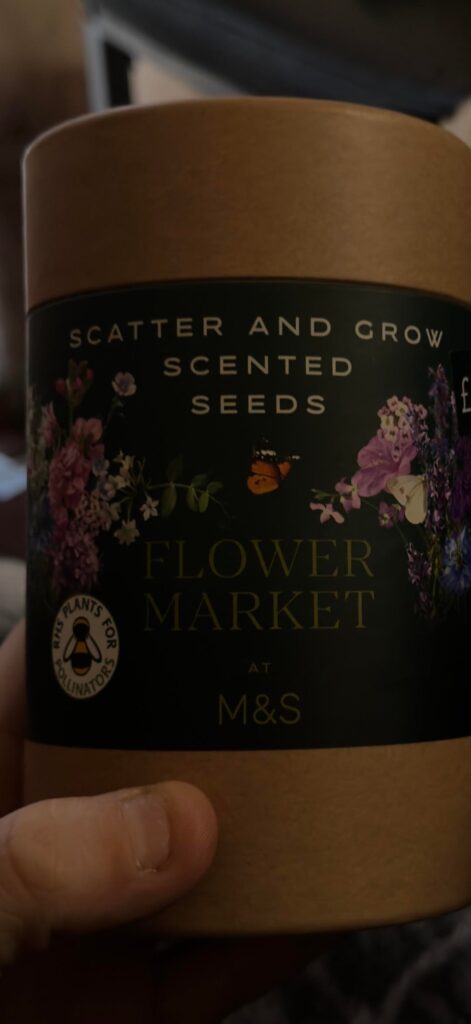 SCATTER AND GROW
SCENTED
SEEDS
£
FLOWER
MARKET
RHS PLANTS FOR
POLLINATORS
AT
M&S